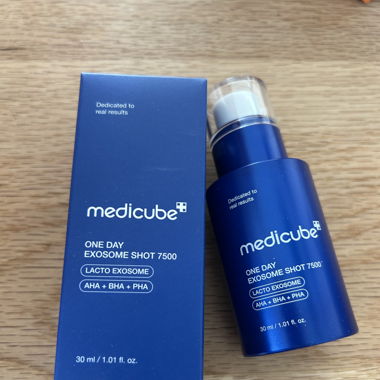 Dedicated to
real results
medicube
ONE DAY
EXOSOME SHOT 7500
LACTO EXOSOME
AHA + BHA + PHA
30 ml / 1.01 fl. oz.
Dedicated to
real results
medicube
ONE DAY
EXOSOME SHOT 7500
LACTO EXOSOME
AHA + BHA + PHA
30 ml / 1.01 fl. oz.